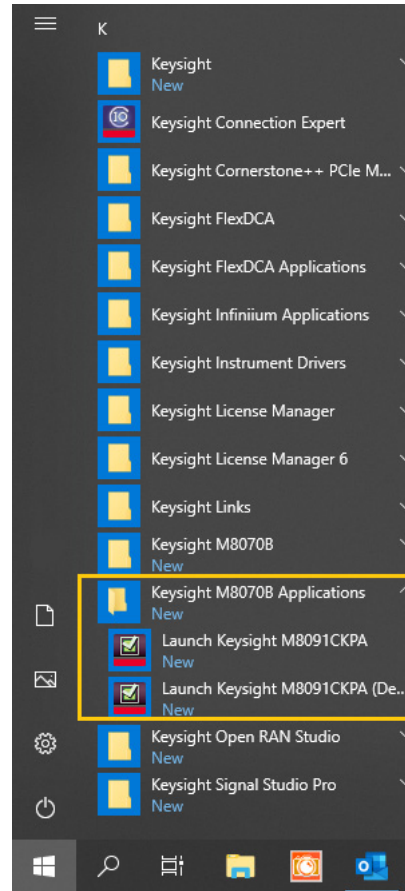 K
Keysight
New
Keysight Connection Expert
Keysight Cornerstone++ PCIe M...
Keysight FlexDCA
Keysight FlexDCA Applications
Keysight Infiniium Applications
Keysight Instrument Drivers
Keysight License Manager
Keysight License Manager 6
Keysight Links
Keysight M8070B
New
Keysight M8070B Applications
New
Launch Keysight M8091CKPA
New
Launch Keysight M8091CKPA (De...
New
Keysight Open RAN Studio
New
Keysight Signal Studio Pro
New